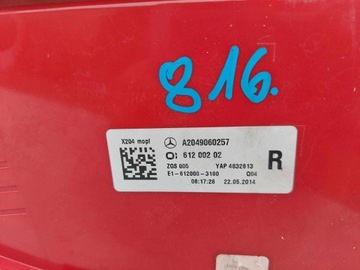 816.
X204 mopf
A2049060257
612 002 02
ZGS 005 YAP 4832613
E1-612000-3180 Q04
06:17:28 22.05.2014
R